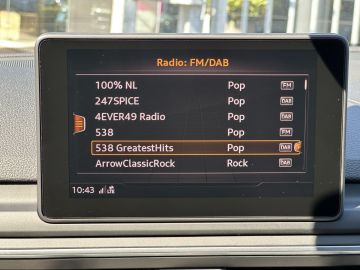 Radio: FM/DAB
100% NL Pop FM
247SPICE Pop DAB
4EVER49 Radio Pop DAB
538 Pop FM
538 GreatestHits Pop DAB
ArrowClassicRock Rock DAB
10:43